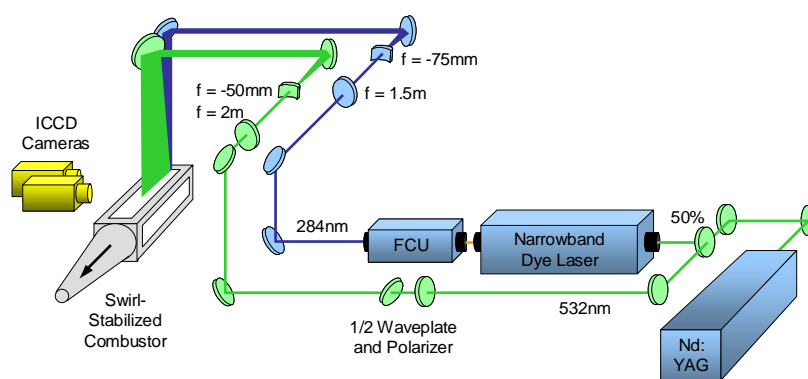 f = -75mm
f = -50mm
f = 1.5m
f = 2m
ICCD
Cameras
284nm
FCU
Narrowband
Dye Laser
50%
532nm
Swirl-
Stabilized
Combustor
1/2 Waveplate
and Polarizer
Nd:
YAG